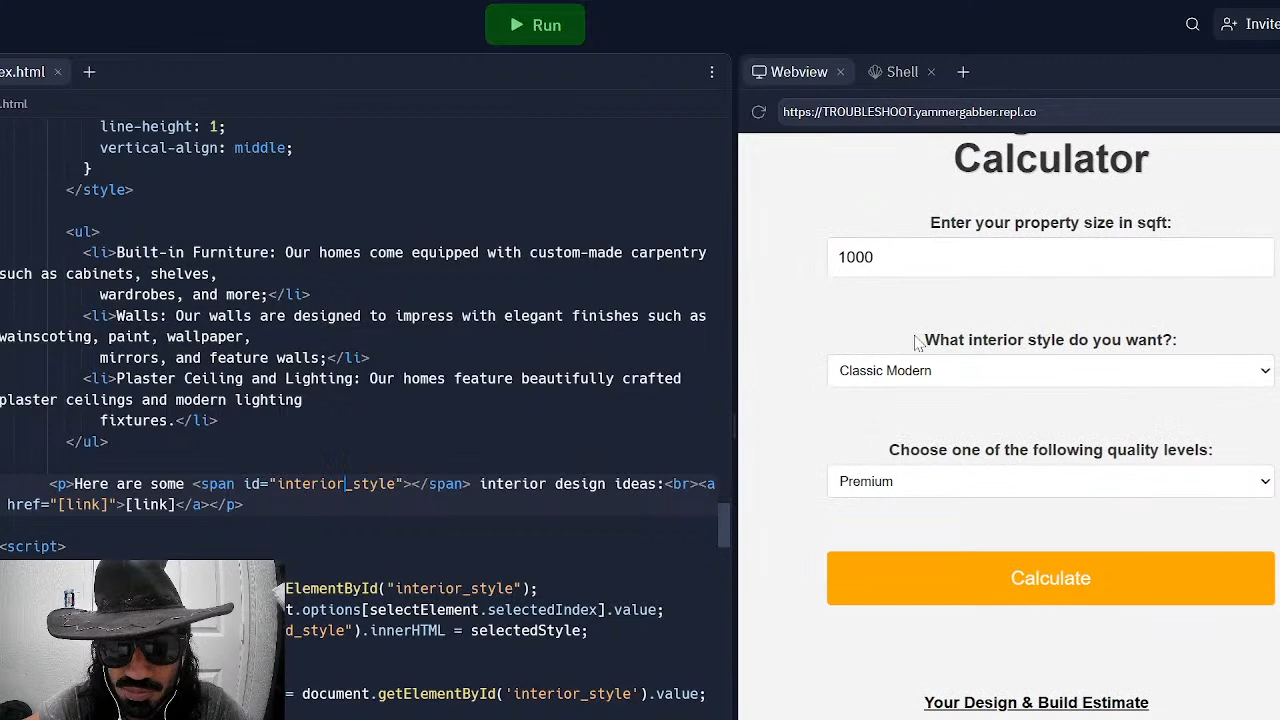 Run
Invite
ex.html
Webview
Shell
.html
https://TROUBLESHOOT.yammergabber.repl.co
line-height: 1;
vertical-align: middle;
}
</style>
<ul>
<li>Built-in Furniture: Our homes come equipped with custom-made carpentry
such as cabinets, shelves,
wardrobes, and more;</li>
<li>Walls: Our walls are designed to impress with elegant finishes such as
wainscoting, paint, wallpaper,
mirrors, and feature walls;</li>
<li>Plaster Ceiling and Lighting: Our homes feature beautifully crafted
plaster ceilings and modern lighting
fixtures.</li>
</ul>
<p>Here are some <span id="interior_style"></span> interior design ideas:<br><a
href="[link]">[link]</a></p>
<script>
ElementById("interior_style");
t.options[selectElement.selectedIndex].value;
d_style").innerHTML = selectedStyle;
= document.getElementById('interior_style').value;
Calculator
Enter your property size in sqft:
1000
What interior style do you want?:
Classic Modern
Choose one of the following quality levels:
Premium
Calculate
Your Design & Build Estimate